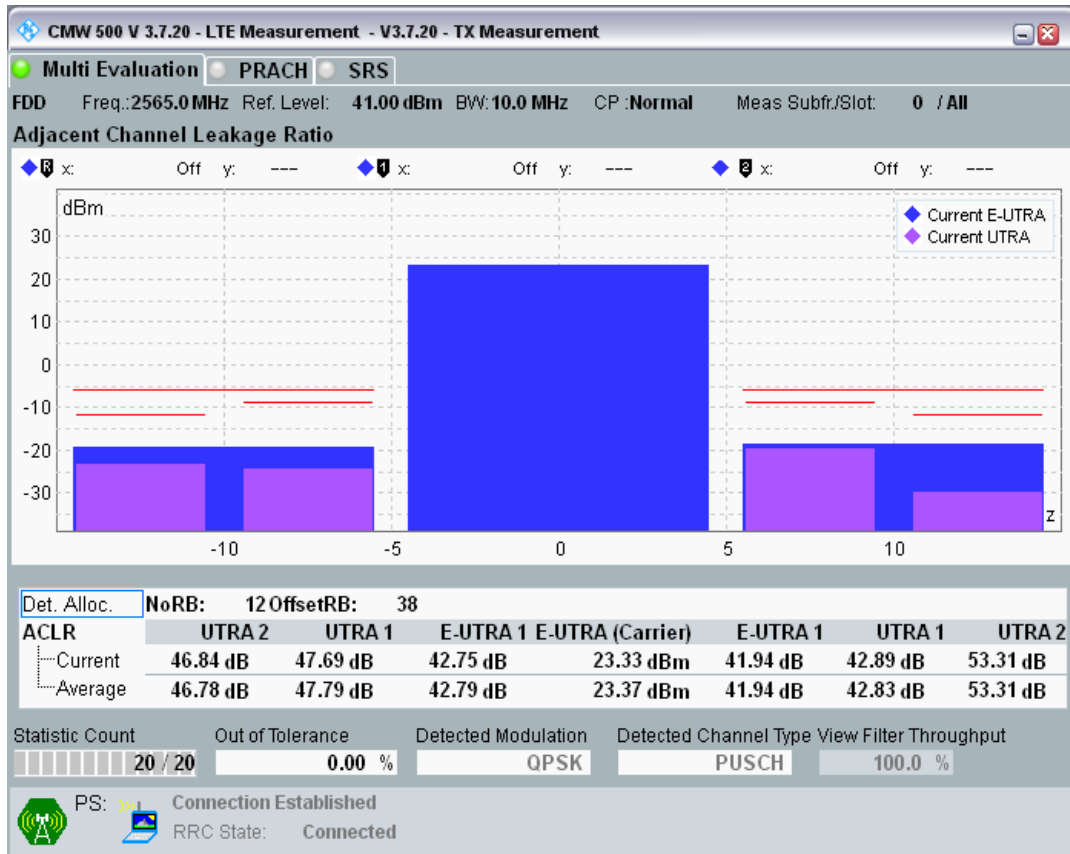 CMW 500 V 3.7.20 - LTE Measurement - V3.7.20 - TX Measurement
Multi Evaluation PRACH SRS
FDD Freq.:2565.0 MHz Ref. Level: 41.00 dBm BW:10.0 MHz CP :Normal Meas Subfr./Slot: 0 / All
Adjacent Channel Leakage Ratio
R x: Off y: --- 1 x: Off y: --- 2 x: Off y: ---
dBm
Current E-UTRA
Current UTRA
30
20
10
0
-10
-20
-30
z
-10 -5 0 5 10
Det. Alloc. NoRB: 12 OffsetRB: 38
ACLR UTRA 2 UTRA 1 E-UTRA 1 E-UTRA (Carrier) E-UTRA 1 UTRA 1 UTRA 2
Current 46.84 dB 47.69 dB 42.75 dB 23.33 dBm 41.94 dB 42.89 dB 53.31 dB
Average 46.78 dB 47.79 dB 42.79 dB 23.37 dBm 41.94 dB 42.83 dB 53.31 dB
Statistic Count Out of Tolerance Detected Modulation Detected Channel Type View Filter Throughput
20 / 20 0.00 % QPSK PUSCH 100.0 %
PS: Connection Established
RRC State: Connected